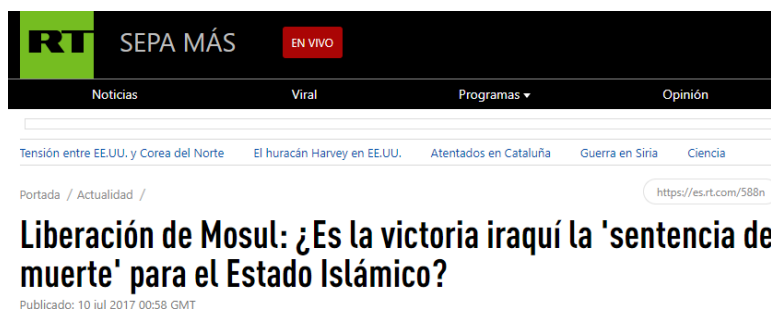 RT SEPA MÁS EN VIVO
Noticias Viral Programas ▾ Opinión
Tensión entre EE.UU. y Corea del Norte El huracán Harvey en EE.UU. Atentados en Cataluña Guerra en Siria Ciencia
Portada / Actualidad / https://es.rt.com/588n
Liberación de Mosul: ¿Es la victoria iraquí la 'sentencia de
muerte' para el Estado Islámico?
Publicado: 10 jul 2017 00:58 GMT